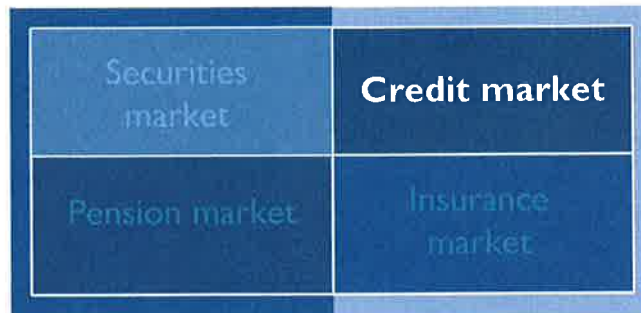 Securities
market
Credit market
Pension market
Insurance
market